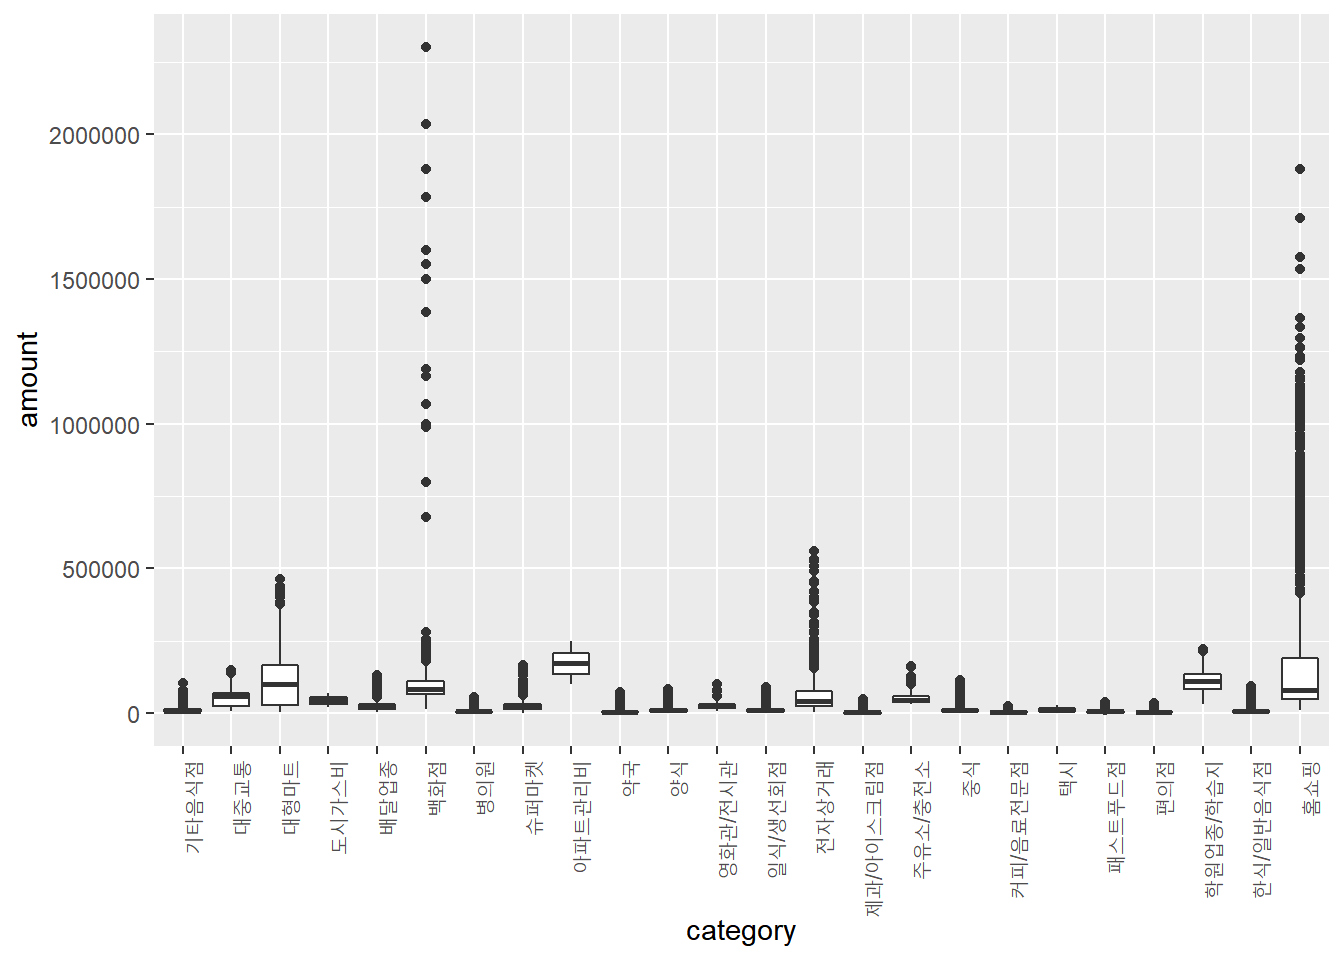 amount
2000000
1500000
1000000
500000
0
기타음식점
대중교통
대형마트
도시가스비
배달업종
백화점
병의원
슈퍼마켓
아파트관리비
약국
양식
영화관/전시관
일식/생선회점
전자상거래
제과/아이스크림점
주유소/충전소
중식
커피/음료전문점
택시
패스트푸드점
편의점
학원업종/학습지
한식/일반음식점
홈쇼핑
category